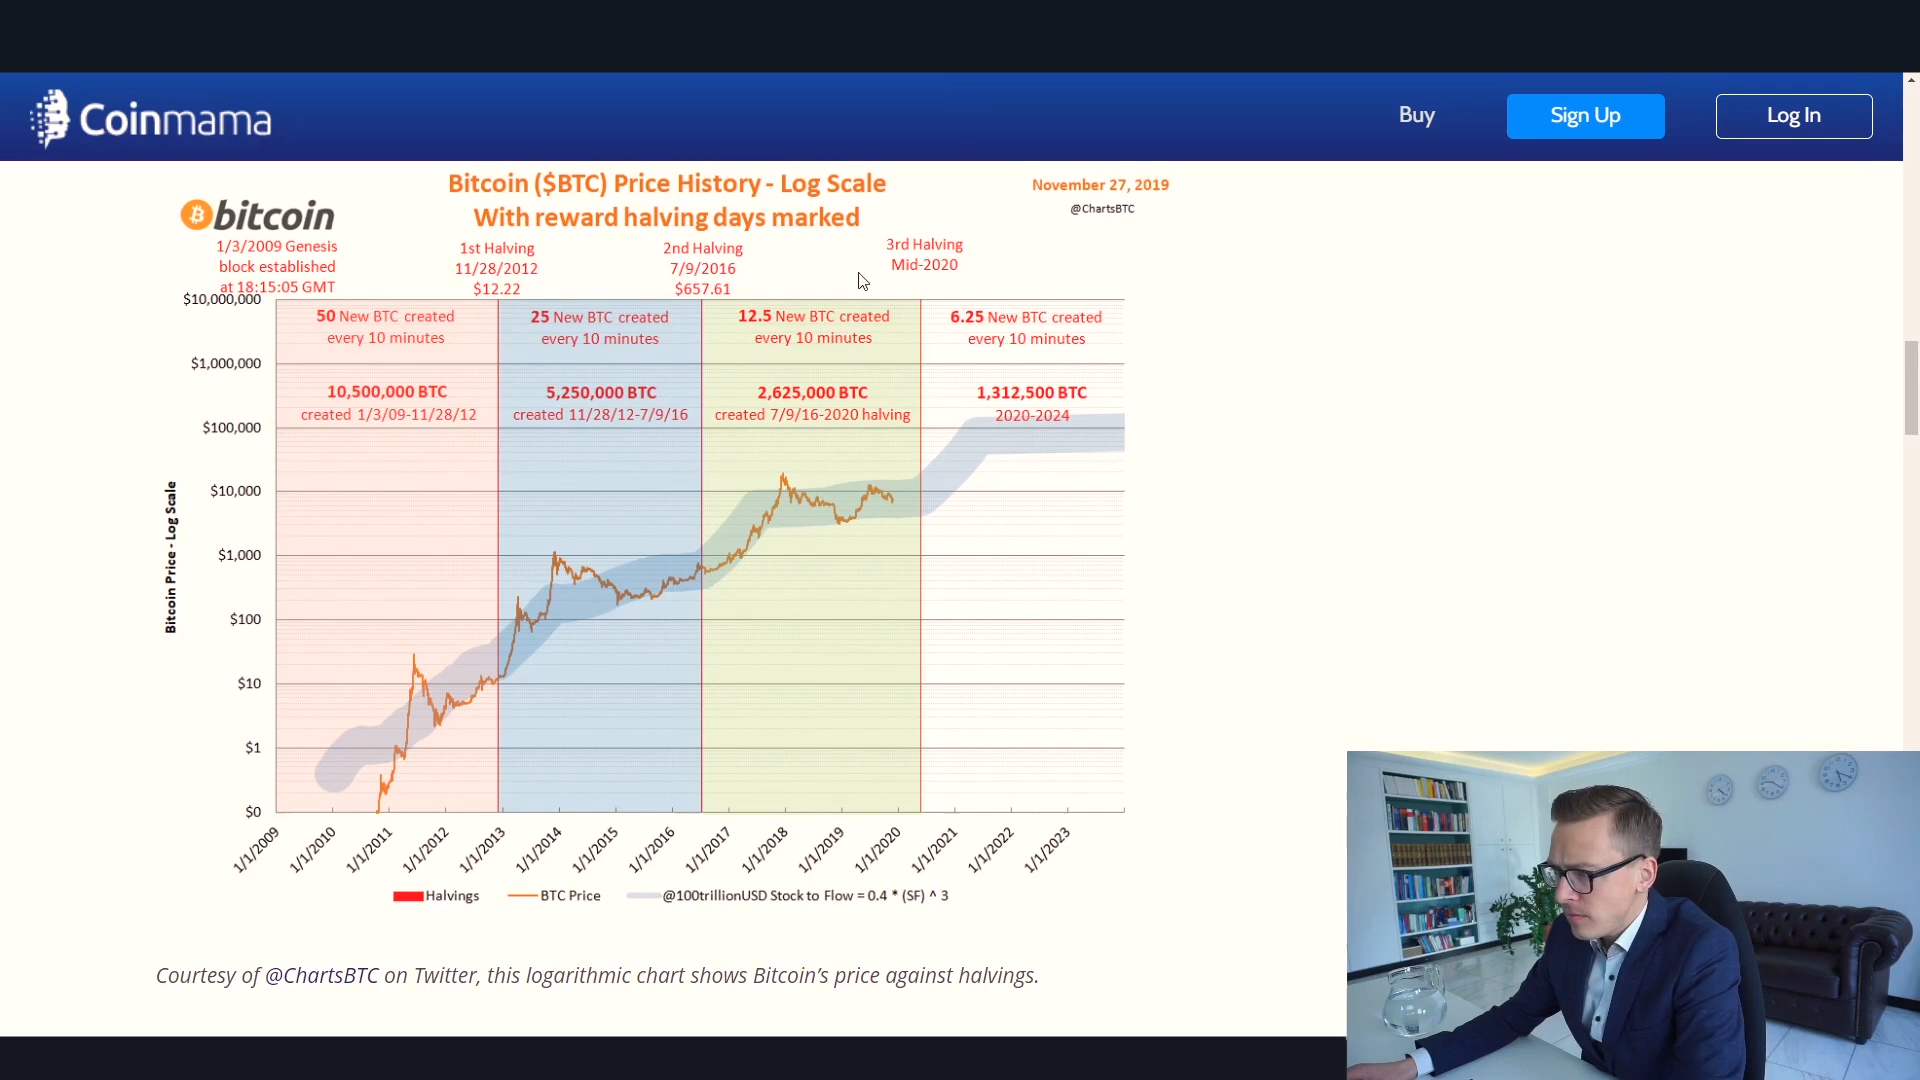 Coinmama
Buy
Sign Up
Log In
Bitcoin ($BTC) Price History - Log Scale
With reward halving days marked
November 27, 2019
@ChartsBTC
bitcoin
1/3/2009 Genesis
block established
at 18:15:05 GMT
1st Halving
11/28/2012
$12.22
2nd Halving
7/9/2016
$657.61
3rd Halving
Mid-2020
50 New BTC created
every 10 minutes
25 New BTC created
every 10 minutes
12.5 New BTC created
every 10 minutes
6.25 New BTC created
every 10 minutes
10,500,000 BTC
created 1/3/09-11/28/12
5,250,000 BTC
created 11/28/12-7/9/16
2,625,000 BTC
created 7/9/16-2020 halving
1,312,500 BTC
2020-2024
Bitcoin Price - Log Scale
$10,000,000
$1,000,000
$100,000
$10,000
$1,000
$100
$10
$1
$0
1/1/2009
1/1/2010
1/1/2011
1/1/2012
1/1/2013
1/1/2014
1/1/2015
1/1/2016
1/1/2017
1/1/2018
1/1/2019
1/1/2020
1/1/2021
1/1/2022
1/1/2023
Halvings
BTC Price
@100trillionUSD Stock to Flow = 0.4 * (SF) ^ 3
Courtesy of @ChartsBTC on Twitter, this logarithmic chart shows Bitcoin's price against halvings.